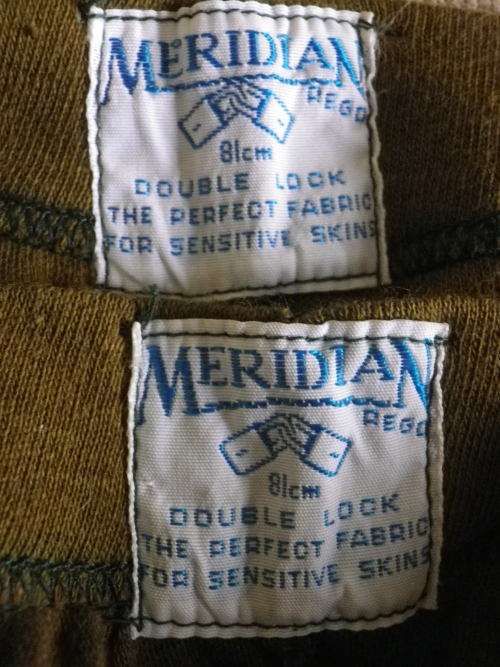 MERIDIAN
REGD
81cm
DOUBLE LOCK
THE PERFECT FABRIC
FOR SENSITIVE SKINS
MERIDIAN
REGD
81cm
DOUBLE LOCK
THE PERFECT FABRIC
FOR SENSITIVE SKINS